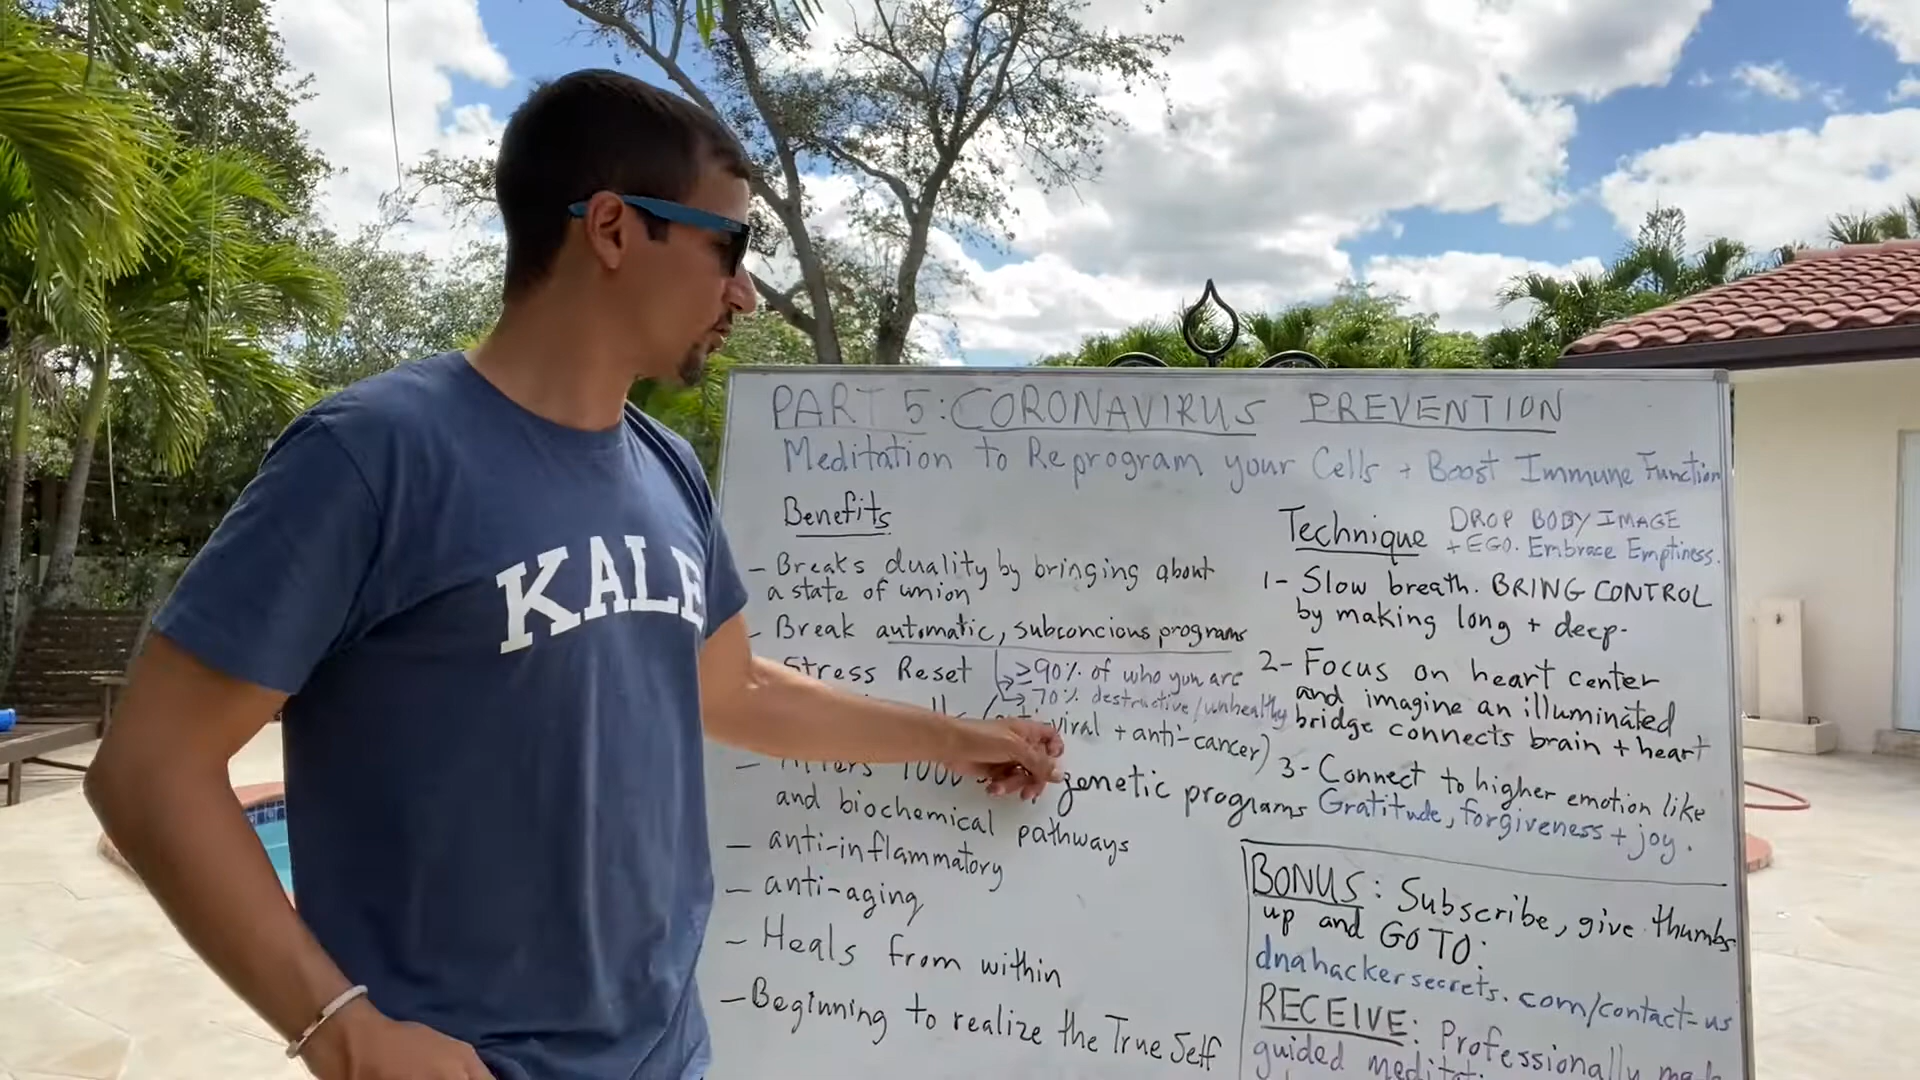 KALE
PART 5: CORONAVIRUS PREVENTION
Meditation to Reprogram your Cells + Boost Immune Function
Benefits
- Breaks duality by bringing about
a state of union
- Break automatic, subconcious programs
≥90% of who you are
70% destructive/unhealthy
Stress Reset
viral + anti-cancer)
genetic programs
and biochemical pathways
- anti-inflammatory
- anti-aging
- Heals from within
- Beginning to realize the True Self
Technique
DROP BODY IMAGE
+ EGO. Embrace Emptiness.
1- Slow breath. BRING CONTROL
by making long + deep.
2- Focus on heart center
and imagine an illuminated
bridge connects brain + heart
3- Connect to higher emotion like
Gratitude, forgiveness + joy.
BONUS: Subscribe, give thumbs
up and GO TO:
dnahackersecrets.com/contact-us
RECEIVE: Professionally
guided